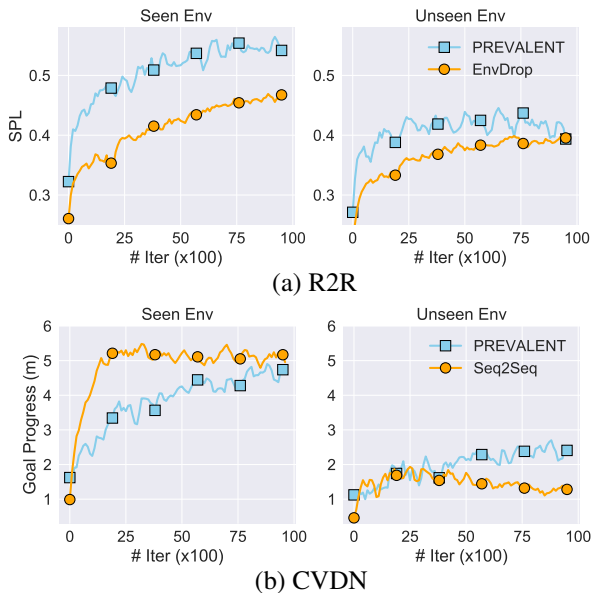 Seen Env
Unseen Env
SPL
0.5
0.4
0.3
0.5
0.4
0.3
PREVALENT
EnvDrop
0 25 50 75 100
0 25 50 75 100
# Iter (x100)
# Iter (x100)
(a) R2R
Seen Env
Unseen Env
Goal Progress (m)
6
5
4
3
2
1
6
5
4
3
2
1
PREVALENT
Seq2Seq
0 25 50 75 100
0 25 50 75 100
# Iter (x100)
# Iter (x100)
(b) CVDN